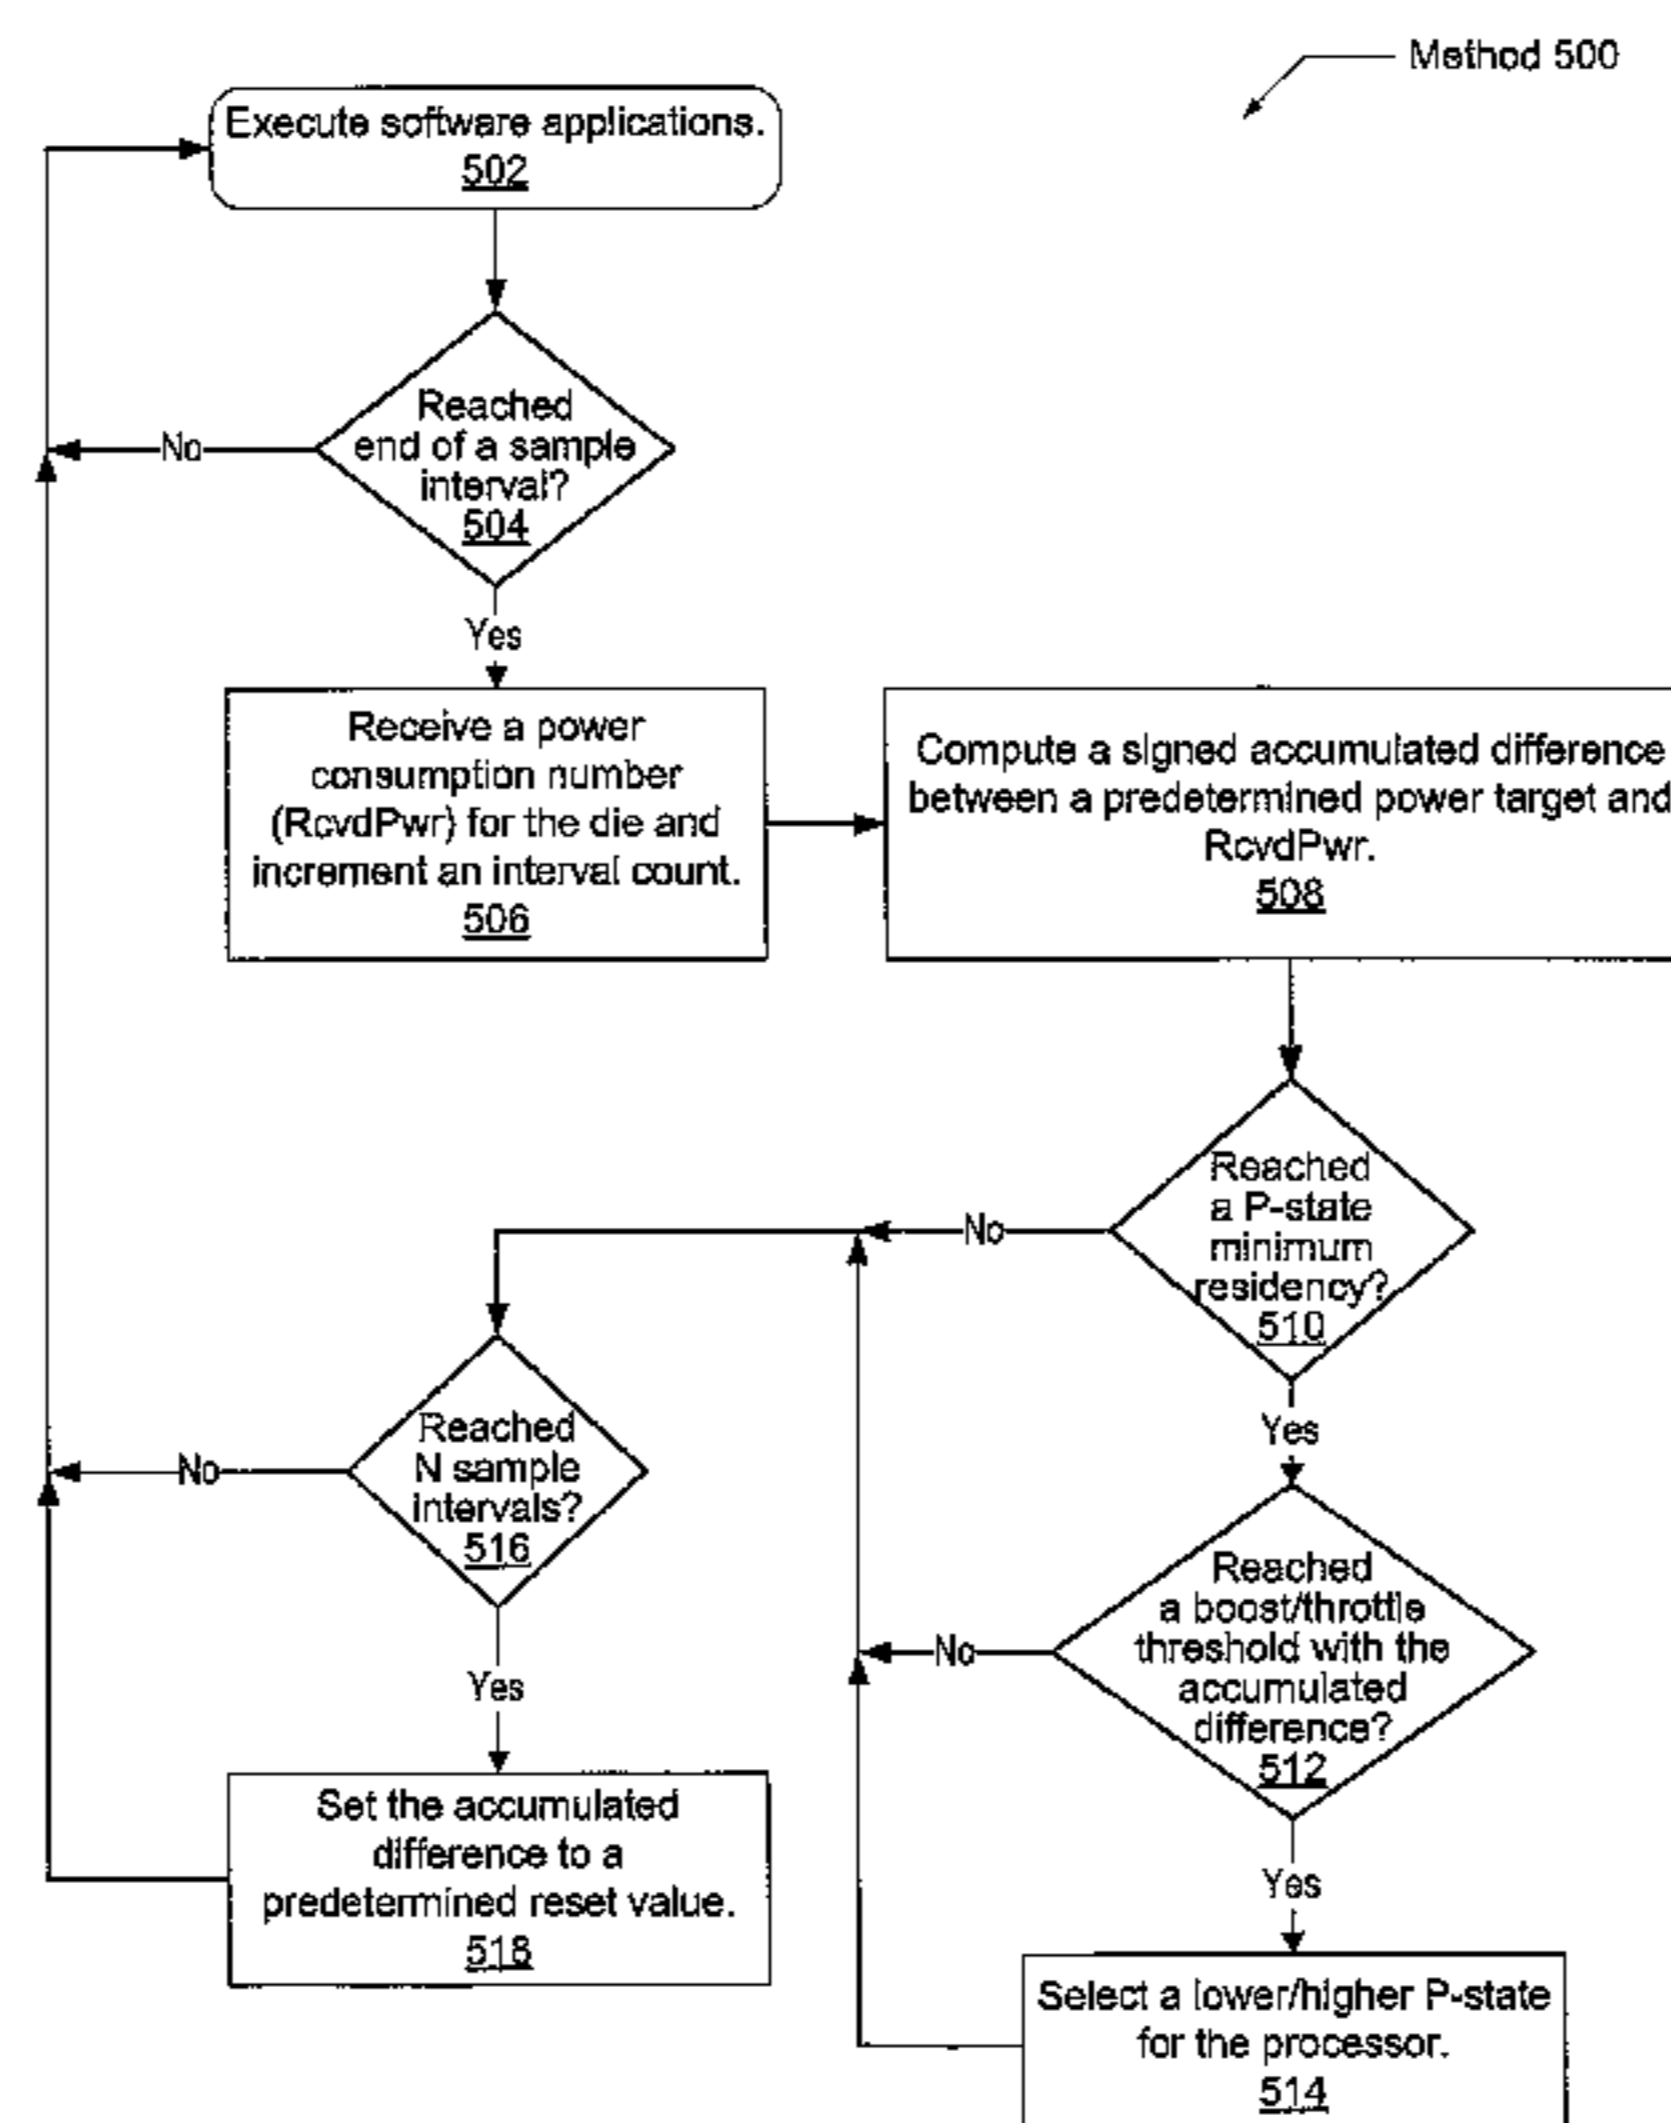 Method 500
Execute software applications.
502
Reached
end of a sample
interval?
504
No
Yes
Receive a power
consumption number
(RcvdPwr) for the die and
increment an interval count.
506
Compute a signed accumulated difference
between a predetermined power target and
RcvdPwr.
508
Reached
a P-state
minimum
residency?
510
No
Yes
Reached
N sample
intervals?
516
No
Yes
Reached
a boost/throttle
threshold with the
accumulated
difference?
512
No
Yes
Set the accumulated
difference to a
predetermined reset value.
518
Select a lower/higher P-state
for the processor.
514